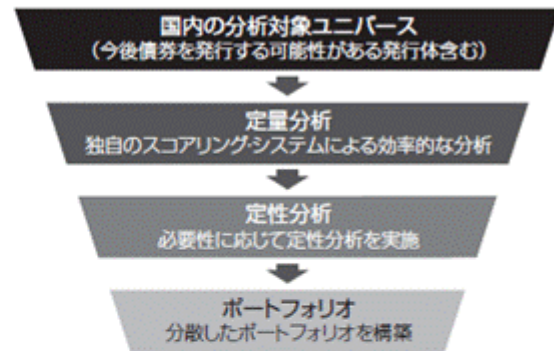 国内の分析対象ユニバース
（今後債券を発行する可能性がある発行体含む）
定量分析
独自のスコアリング・システムによる効率的な分析
定性分析
必要性に応じて定性分析を実施
ポートフォリオ
分散したポートフォリオを構築